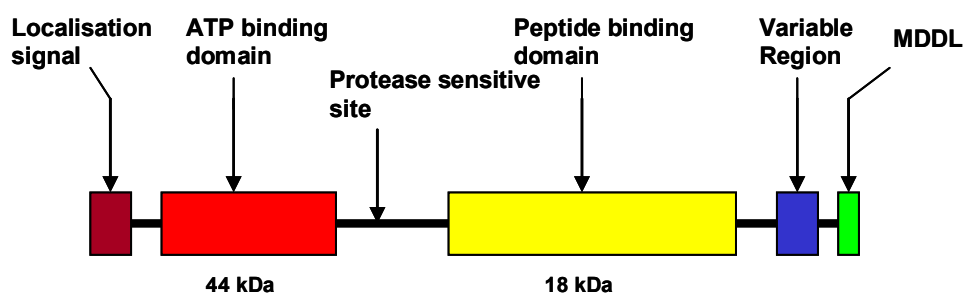 Localisation
signal
ATP binding
domain
Protease sensitive
site
Peptide binding
domain
Variable
Region
MDDL
44 kDa
18 kDa